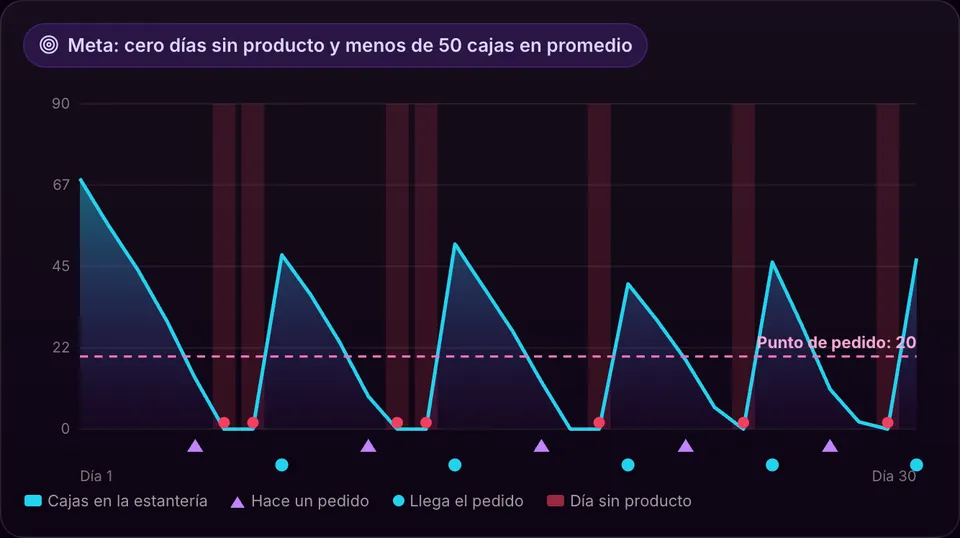 Meta: cero días sin producto y menos de 50 cajas en promedio
90
67
45
22
0
Punto de pedido: 20
Día 1
Día 30
Cajas en la estantería
Hace un pedido
Llega el pedido
Día sin producto